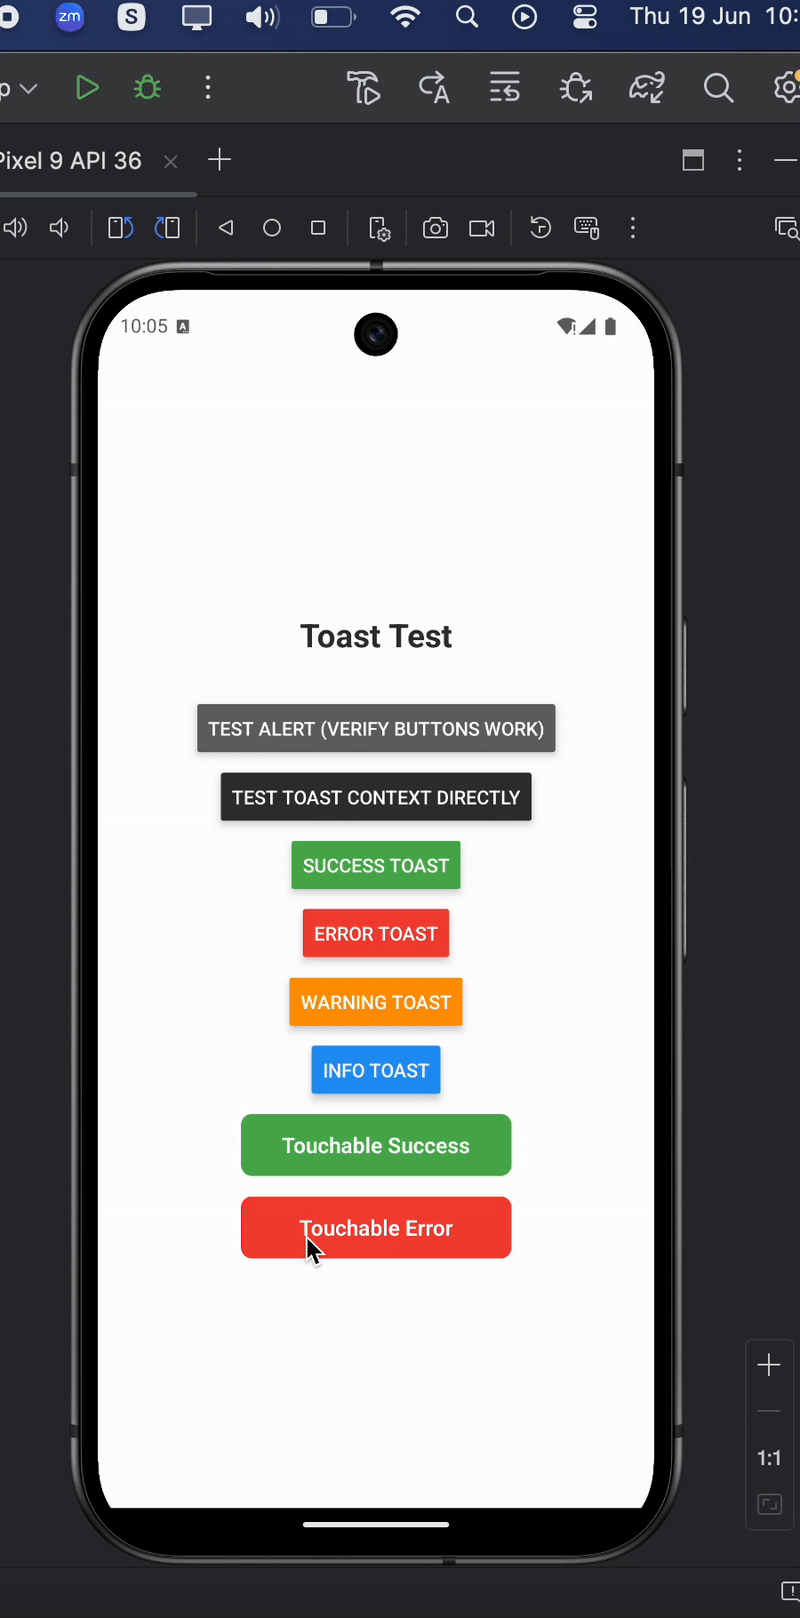 zm S Thu 19 Jun 10:
Pixel 9 API 36
10:05 A
Toast Test
TEST ALERT (VERIFY BUTTONS WORK)
TEST TOAST CONTEXT DIRECTLY
SUCCESS TOAST
ERROR TOAST
WARNING TOAST
INFO TOAST
Touchable Success
Touchable Error
1:1